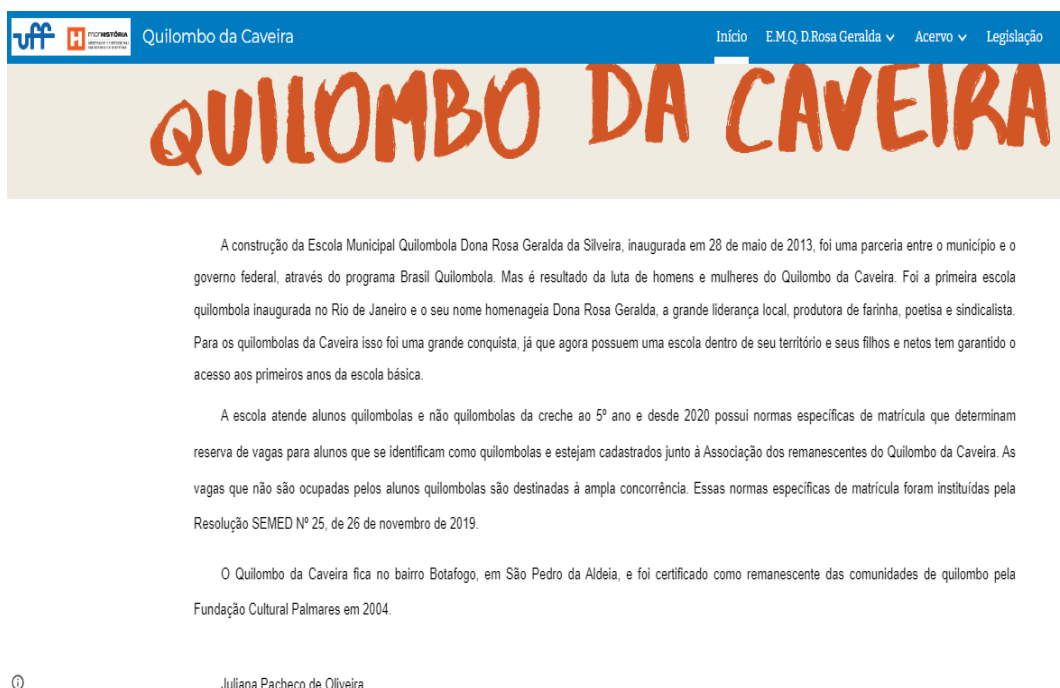 uff H PROFHISTÓRIA Quilombo da Caveira Início E.M.Q. D.Rosa Geralda Acervo Legislação
QUILOMBO DA CAVEIRA
A construção da Escola Municipal Quilombola Dona Rosa Geralda da Silveira, inaugurada em 28 de maio de 2013, foi uma parceria entre o município e o
governo federal, através do programa Brasil Quilombola. Mas é resultado da luta de homens e mulheres do Quilombo da Caveira. Foi a primeira escola
quilombola inaugurada no Rio de Janeiro e o seu nome homenageia Dona Rosa Geralda, a grande liderança local, produtora de farinha, poetisa e sindicalista.
Para os quilombolas da Caveira isso foi uma grande conquista, já que agora possuem uma escola dentro de seu território e seus filhos e netos tem garantido o
acesso aos primeiros anos da escola básica.
A escola atende alunos quilombolas e não quilombolas da creche ao 5º ano e desde 2020 possui normas específicas de matrícula que determinam
reserva de vagas para alunos que se identificam como quilombolas e estejam cadastrados junto à Associação dos remanescentes do Quilombo da Caveira. As
vagas que não são ocupadas pelos alunos quilombolas são destinadas à ampla concorrência. Essas normas específicas de matrícula foram instituídas pela
Resolução SEMED Nº 25, de 26 de novembro de 2019.
O Quilombo da Caveira fica no bairro Botafogo, em São Pedro da Aldeia, e foi certificado como remanescente das comunidades de quilombo pela
Fundação Cultural Palmares em 2004.
Juliana Pacheco de Oliveira